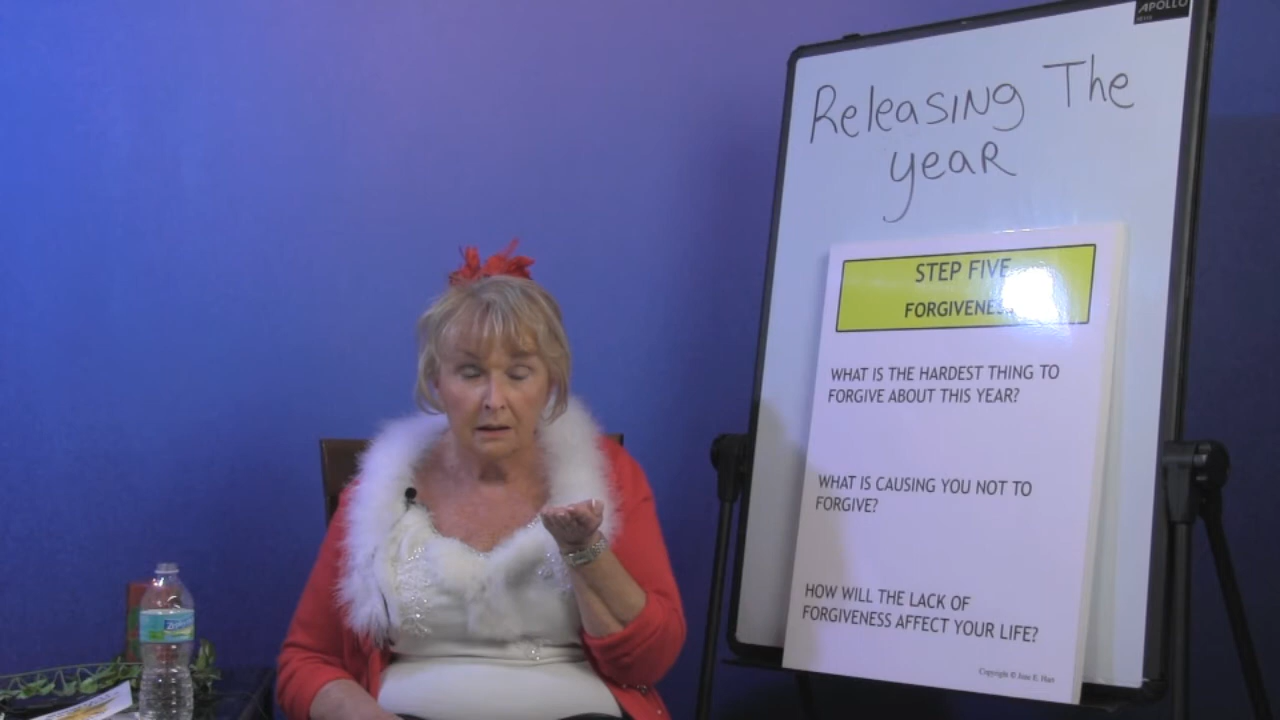 APOLLO
Releasing The
year
STEP FIVE
WHAT IS THE HARDEST THING TO
FORGIVE ABOUT THIS YEAR?
WHAT IS CAUSING YOU NOT TO
FORGIVE?
HOW WILL THE LACK OF
FORGIVENESS AFFECT YOUR LIFE?
Copyright ©